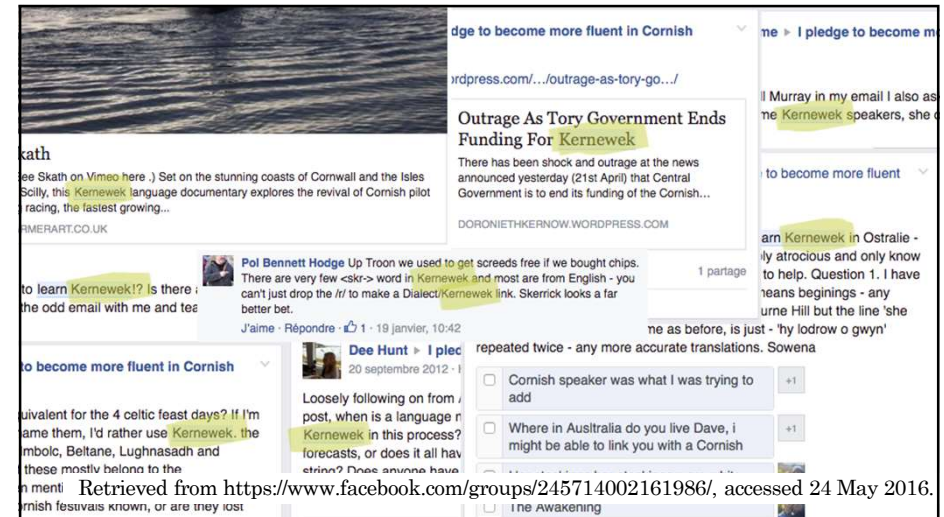 kath
ee Skath on Vimeo here .) Set on the stunning coasts of Cornwall and the Isles
Scilly, this Kernewek language documentary explores the revival of Cornish pilot
racing, the fastest growing...
RMERART.CO.UK
dge to become more fluent in Cornish
ordpress.com/…/outrage-as-tory-go…/
Outrage As Tory Government Ends
Funding For Kernewek
There has been shock and outrage at the news
announced yesterday (21st April) that Central
Government is to end its funding of the Cornish...
DORONIETHKERNOW.WORDPRESS.COM
1 partage
me ▸ I pledge to become m
ll Murray in my email I also as
me Kernewek speakers, she
to become more fluent
arn Kernewek in Ostralie -
ly atrocious and only know
to help. Question 1. I have
neans beginings - any
urne Hill but the line 'she
me as before, is just - 'hy lodrow o gwyn'
repeated twice - any more accurate translations. Sowena
Cornish speaker was what I was trying to
add
+1
Where in Ausltralia do you live Dave, i
might be able to link you with a Cornish
+1
The Awakening
to learn Kernewek!? Is there
the odd email with me and tea
Pol Bennett Hodge Up Troon we used to get screeds free if we bought chips.
There are very few <skr-> word in Kernewek and most are from English - you
can't just drop the /r/ to make a Dialect/Kernewek link. Skerrick looks a far
better bet.
J'aime · Répondre · 1 · 19 janvier, 10:42
to become more fluent in Cornish
uivalent for the 4 celtic feast days? If I'm
ame them, I'd rather use Kernewek. the
mbolc, Beltane, Lughnasadh and
these mostly belong to the
n menti
rnish festivals known, or are they lost
Dee Hunt ▸ I pled
20 septembre 2012 ·
Loosely following on from
post, when is a language n
Kernewek in this process?
forecasts, or does it all hav
string? Does anyone have
Retrieved from https://www.facebook.com/groups/245714002161986/, accessed 24 May 2016.